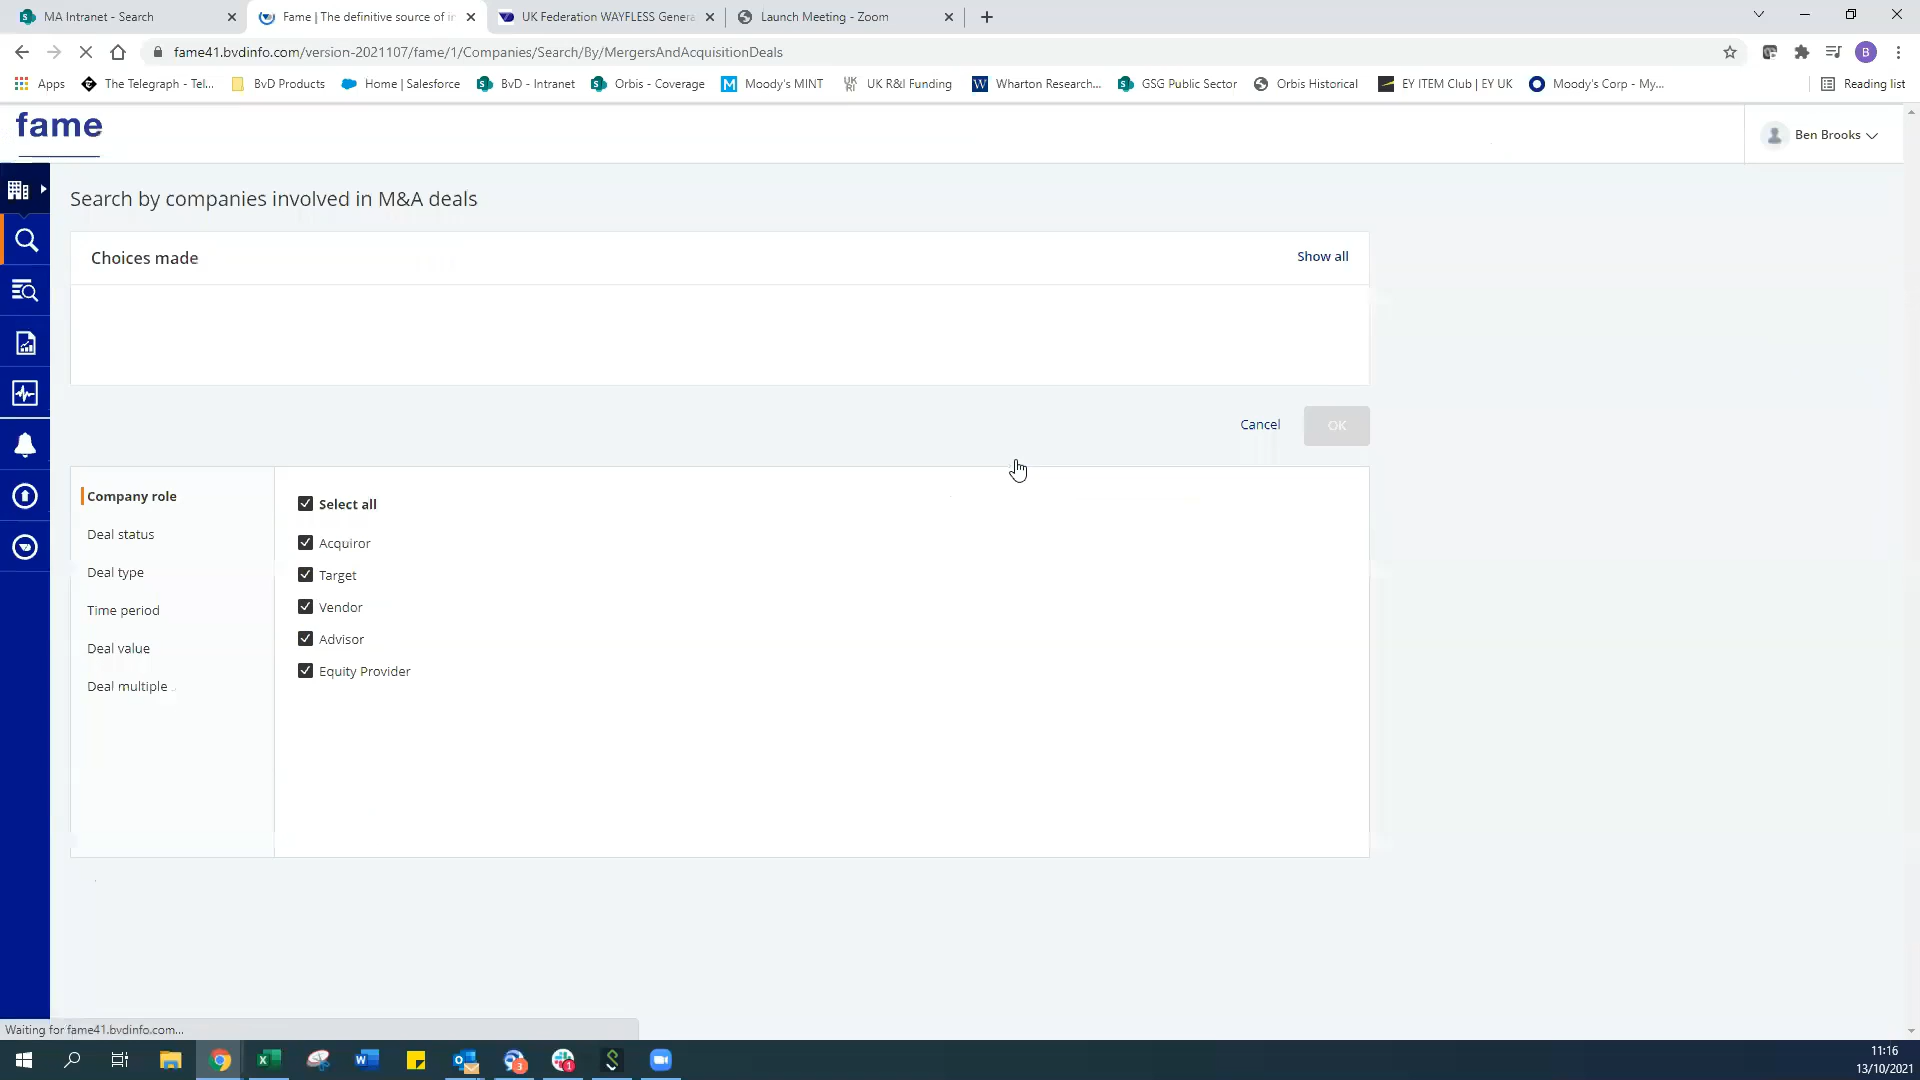 MA Intranet - Search
Fame | The definitive source of in
UK Federation WAYFLESS Genera
Launch Meeting - Zoom
fame41.bvdinfo.com/version-2021107/fame/1/Companies/Search/By/MergersAndAcquisitionDeals
B
Apps
The Telegraph - Tel...
BvD Products
Home | Salesforce
BvD - Intranet
Orbis - Coverage
Moody's MINT
UK R&I Funding
Wharton Research...
GSG Public Sector
Orbis Historical
EY ITEM Club | EY UK
Moody's Corp - My...
Reading list
fame
Ben Brooks
Search by companies involved in M&A deals
Choices made
Show all
Cancel
OK
Company role
Deal status
Deal type
Time period
Deal value
Deal multiple
Select all
Acquiror
Target
Vendor
Advisor
Equity Provider
Waiting for fame41.bvdinfo.com...
11:16
13/10/2021